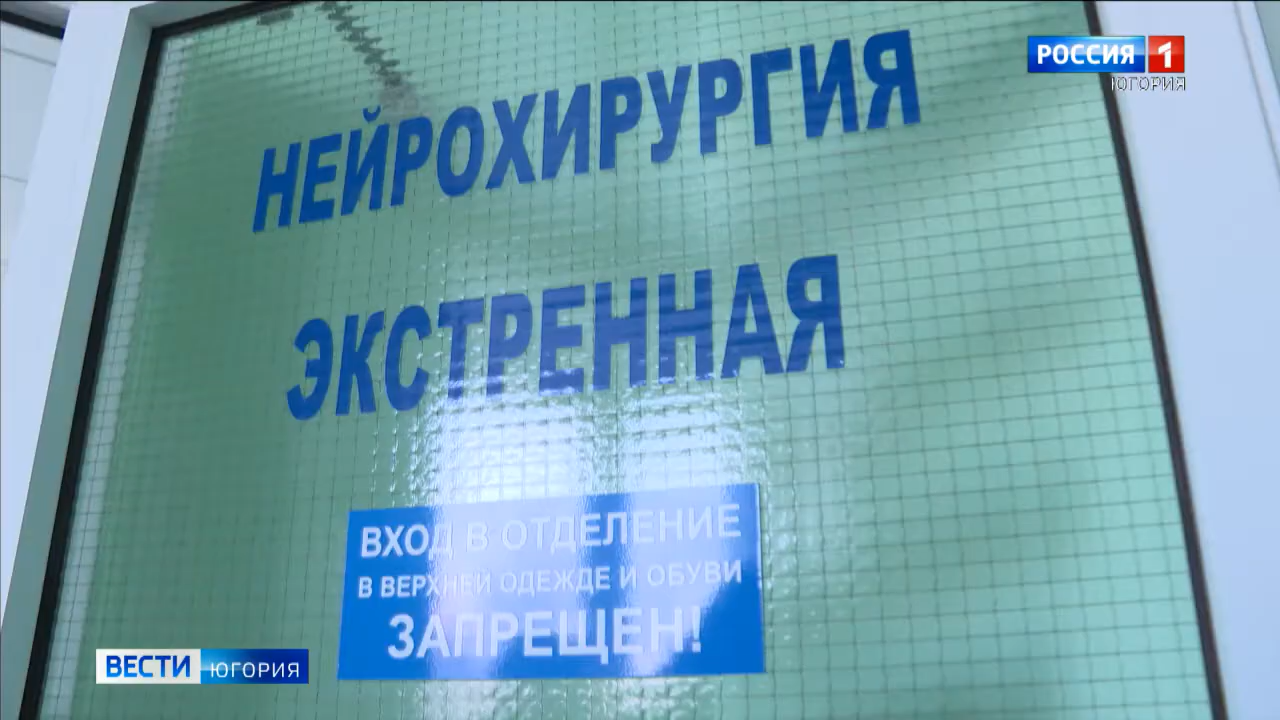 РОССИЯ 1
ЮГОРИЯ
НЕЙРОХИРУРГИЯ
ЭКСТРЕННАЯ
ВХОД В ОТДЕЛЕНИЕ
В ВЕРХНЕЙ ОДЕЖДЕ И ОБУВИ
ЗАПРЕЩЕН!
ВЕСТИ ЮГОРИЯ